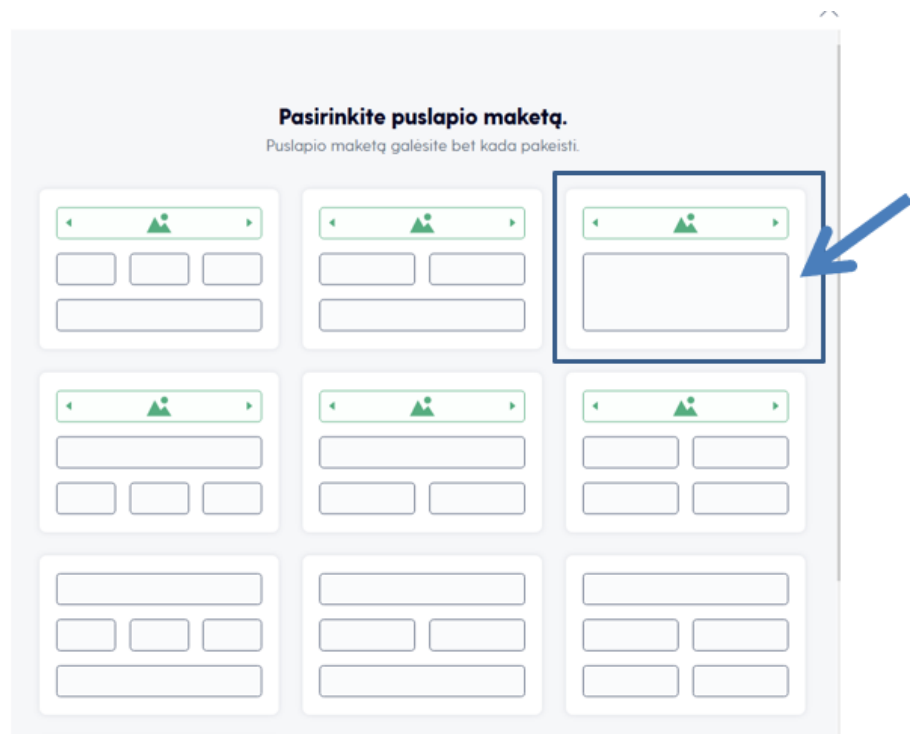 Pasirinkite puslapio maketą.
Puslapio maketą galėsite bet kada pakeisti.